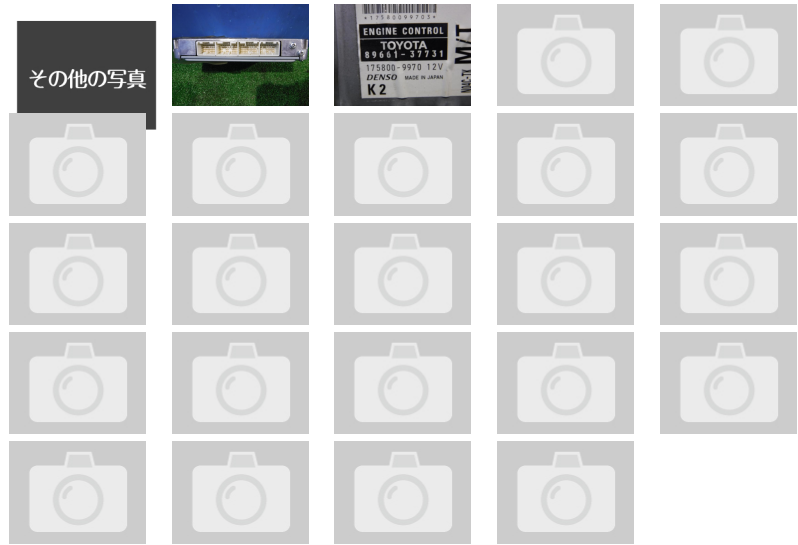 その他の写真
*1758009970S*
ENGINE CONTROL
TOYOTA
89661-37731
175800-9970 12V
DENSO MADE IN JAPAN
K2
M/T